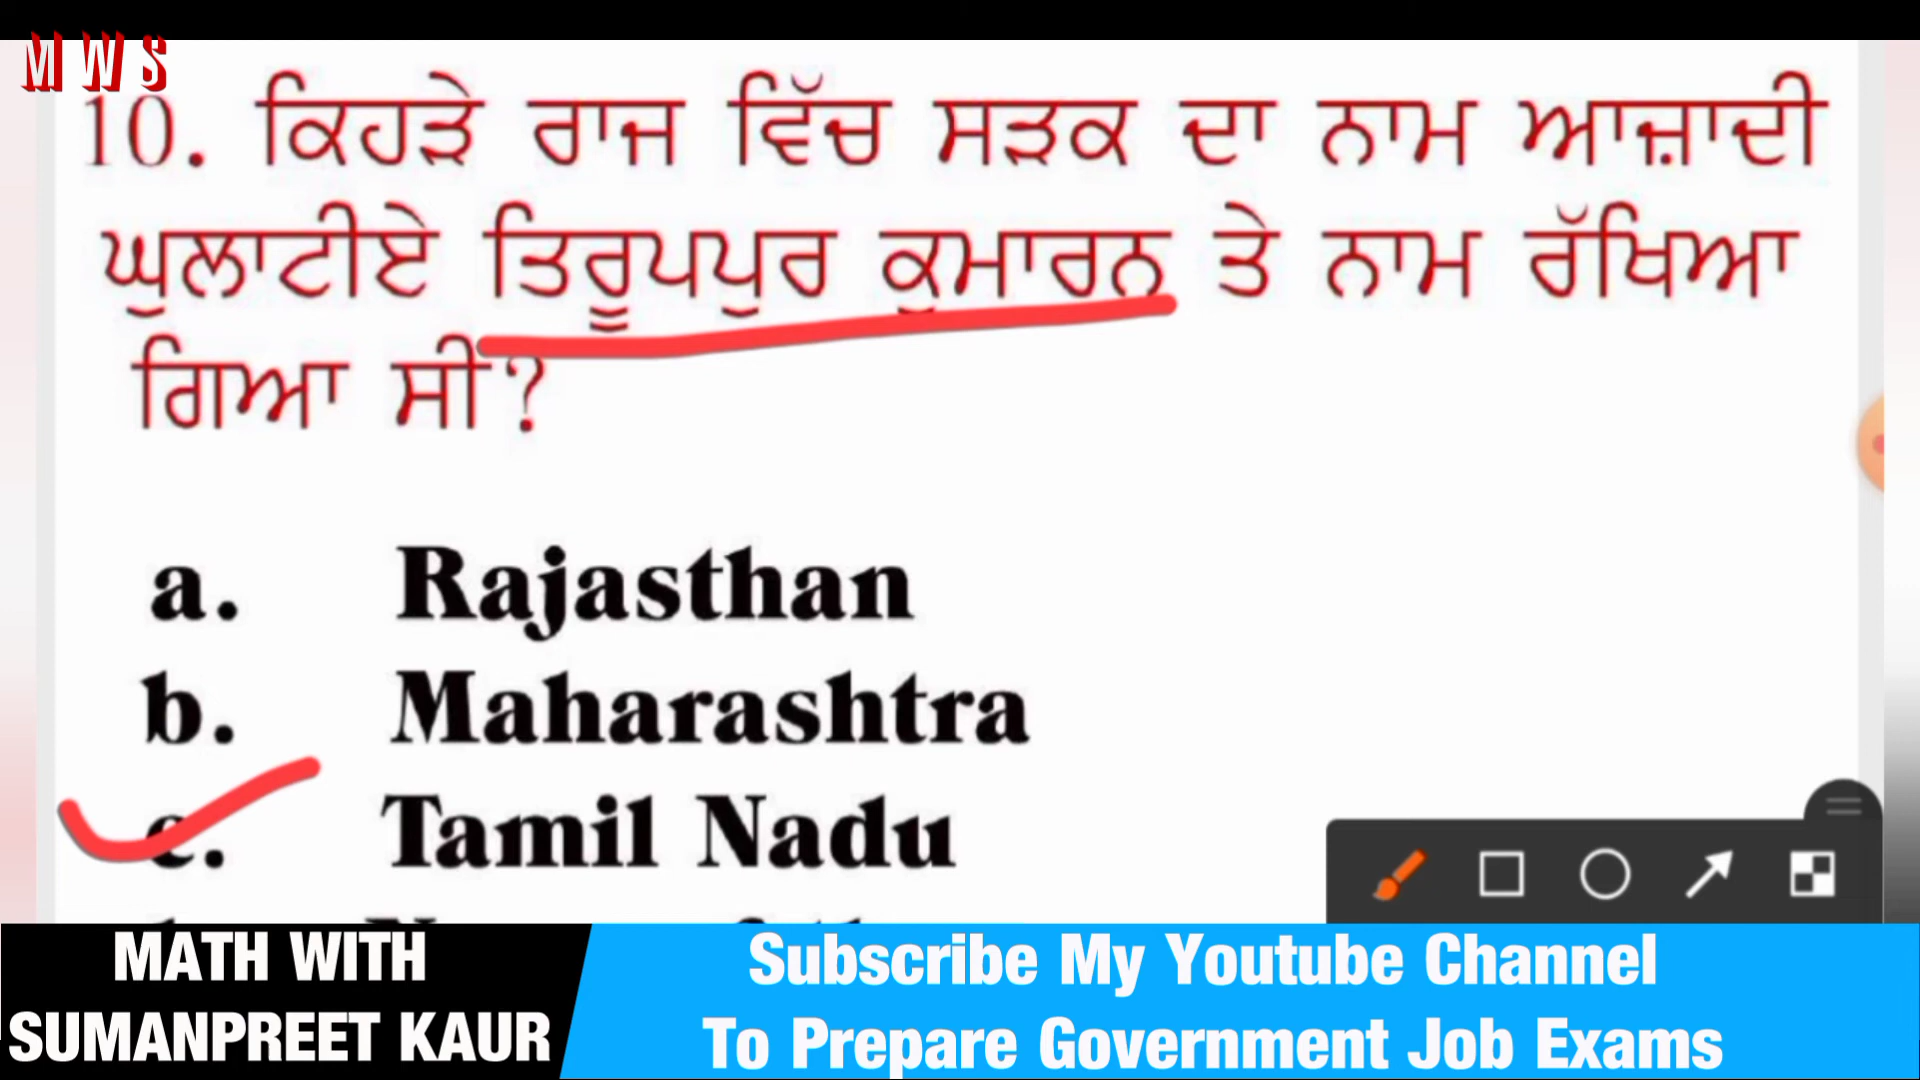 MWS
10. ਕਿਹੜੇ ਰਾਜ ਵਿੱਚ ਸੜਕ ਦਾ ਨਾਮ ਆਜ਼ਾਦੀ
ਘੁਲਾਟੀਏ ਤਿਰੂਪਪੁਰ ਕੁਮਾਰਨ ਤੇ ਨਾਮ ਰੱਖਿਆ
ਗਿਆ ਸੀ?
a. Rajasthan
b. Maharashtra
c. Tamil Nadu
MATH WITH
SUMANPREET KAUR
Subscribe My Youtube Channel
To Prepare Government Job Exams